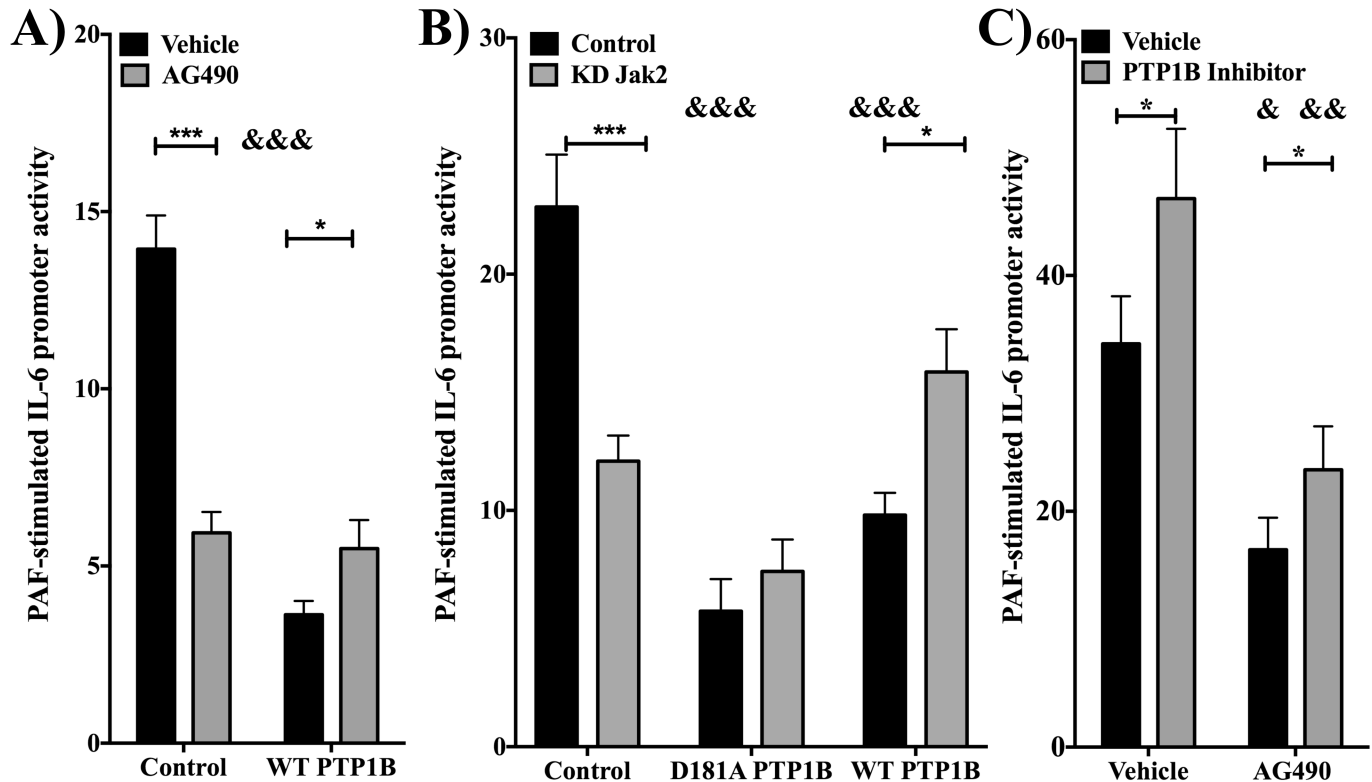 A)
Vehicle
AG490
PAF-stimulated IL-6 promoter activity
20
15
10
5
0
***
&&&
*
Control
WT PTP1B
B)
Control
KD Jak2
PAF-stimulated IL-6 promoter activity
30
20
10
0
***
&&&
&&&
*
Control
D181A PTP1B
WT PTP1B
C)
Vehicle
PTP1B Inhibitor
PAF-stimulated IL-6 promoter activity
60
40
20
0
*
& &&
*
Vehicle
AG490